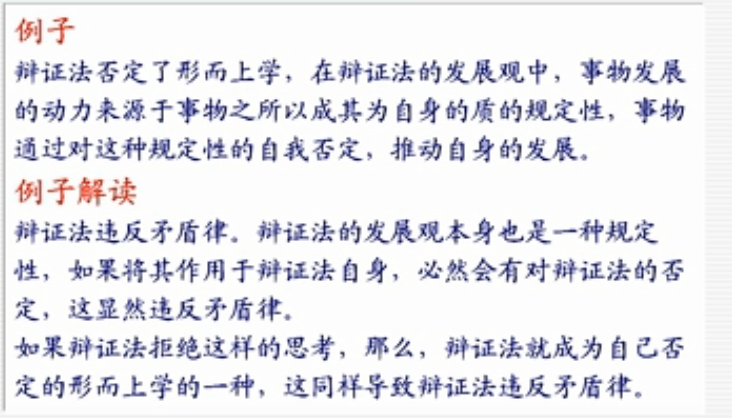 例子
辩证法否定了形而上学，在辩证法的发展观中，事物发展
的动力来源于事物之所以成其为自身的质的规定性，事物
通过对这种规定性的自我否定，推动自身的发展。
例子解读
辩证法违反矛盾律。辩证法的发展观本身也是一种规定
性，如果将其作用于辩证法自身，必然会有对辩证法的否
定，这显然违反矛盾律。
如果辩证法拒绝这样的思考，那么，辩证法就成为自己否
定的形而上学的一种，这同样导致辩证法违反矛盾律。